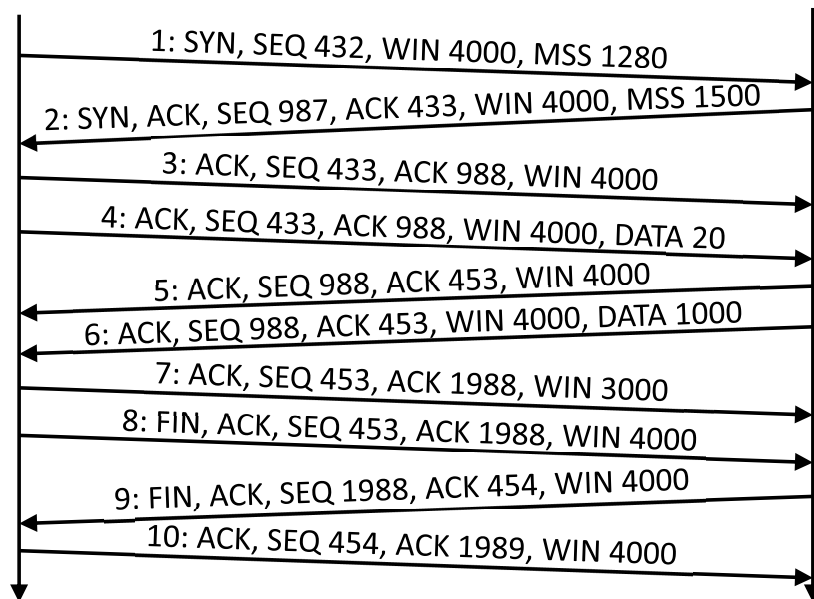 1: SYN, SEQ 432, WIN 4000, MSS 1280
2: SYN, ACK, SEQ 987, ACK 433, WIN 4000, MSS 1500
3: ACK, SEQ 433, ACK 988, WIN 4000
4: ACK, SEQ 433, ACK 988, WIN 4000, DATA 20
5: ACK, SEQ 988, ACK 453, WIN 4000
6: ACK, SEQ 988, ACK 453, WIN 4000, DATA 1000
7: ACK, SEQ 453, ACK 1988, WIN 3000
8: FIN, ACK, SEQ 453, ACK 1988, WIN 4000
9: FIN, ACK, SEQ 1988, ACK 454, WIN 4000
10: ACK, SEQ 454, ACK 1989, WIN 4000